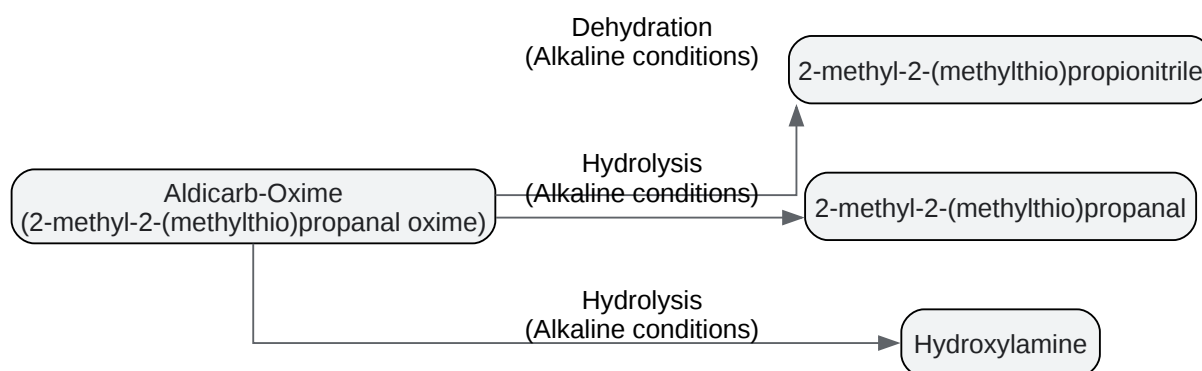 Dehydration
(Alkaline conditions)
2-methyl-2-(methylthio)propionitrile
Hydrolysis
(Alkaline conditions)
Aldicarb-Oxime
(2-methyl-2-(methylthio)propanal oxime)
2-methyl-2-(methylthio)propanal
Hydrolysis
(Alkaline conditions)
Hydroxylamine